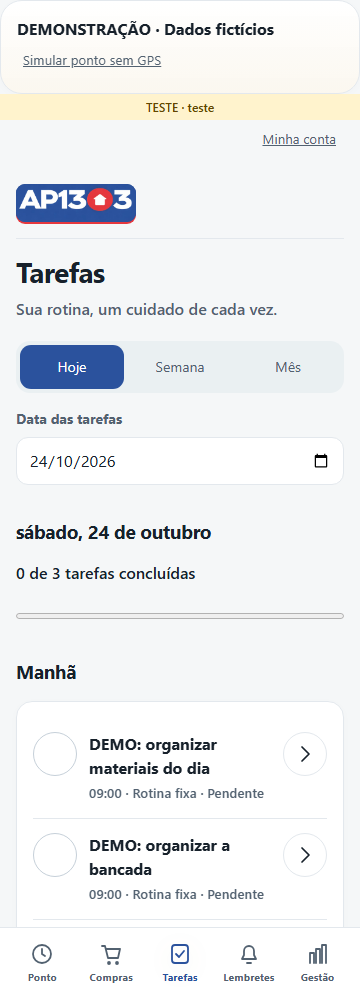 DEMONSTRAÇÃO · Dados fictícios
Simular ponto sem GPS
TESTE · teste
Minha conta
AP1303
Tarefas
Sua rotina, um cuidado de cada vez.
Hoje
Semana
Mês
Data das tarefas
24/10/2026
sábado, 24 de outubro
0 de 3 tarefas concluídas
Manhã
DEMO: organizar
materiais do dia
09:00 · Rotina fixa · Pendente
DEMO: organizar a
bancada
09:00 · Rotina fixa · Pendente
Ponto
Compras
Tarefas
Lembretes
Gestão